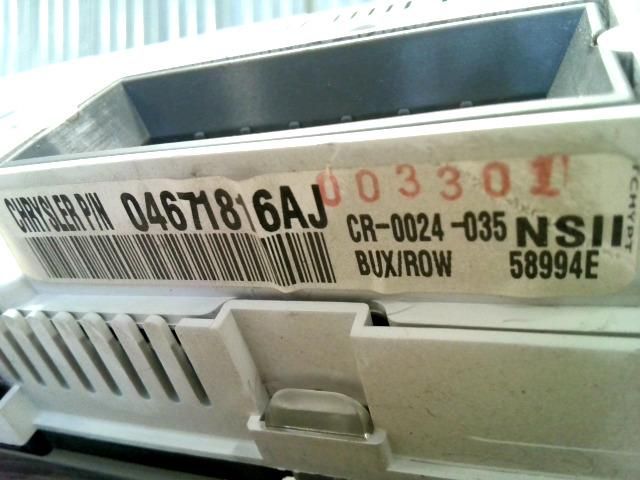 CHRYSLER P/N 04671816AJ
003301
CR-0024-035 NSII
BUX/ROW 58994E